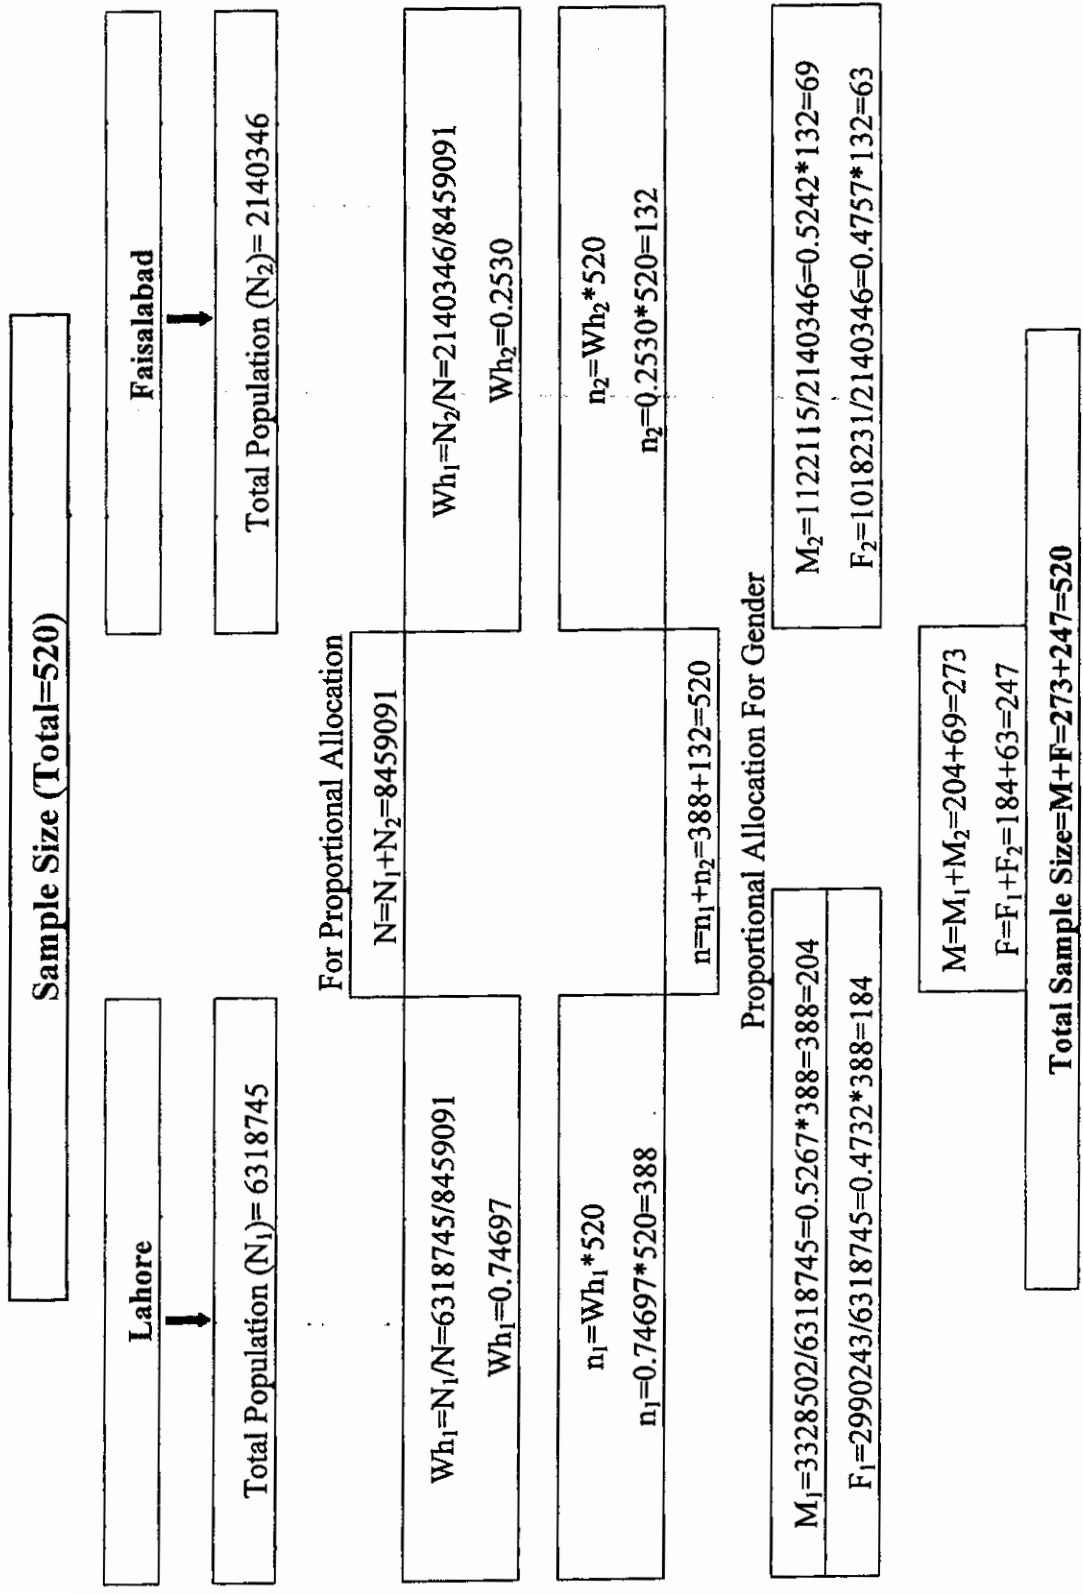 Sample Size (Total=520)
Lahore
Faisalabad
Total Population (N₁)= 6318745
Total Population (N₂)= 2140346
For Proportional Allocation
N=N₁+N₂=8459091
Wh₁=N₁/N=6318745/8459091
Wh₁=0.74697
Wh₁=N₂/N=2140346/8459091
Wh₂=0.2530
n₁=Wh₁*520
n₁=0.74697*520=388
n₂=Wh₂*520
n₂=0.2530*520=132
n=n₁+n₂=388+132=520
Proportional Allocation For Gender
M₁=3328502/6318745=0.5267*388=388=204
F₁=2990243/6318745=0.4732*388=184
M₂=1122115/2140346=0.5242*132=69
F₂=1018231/2140346=0.4757*132=63
M=M₁+M₂=204+69=273
F=F₁+F₂=184+63=247
Total Sample Size=M+F=273+247=520